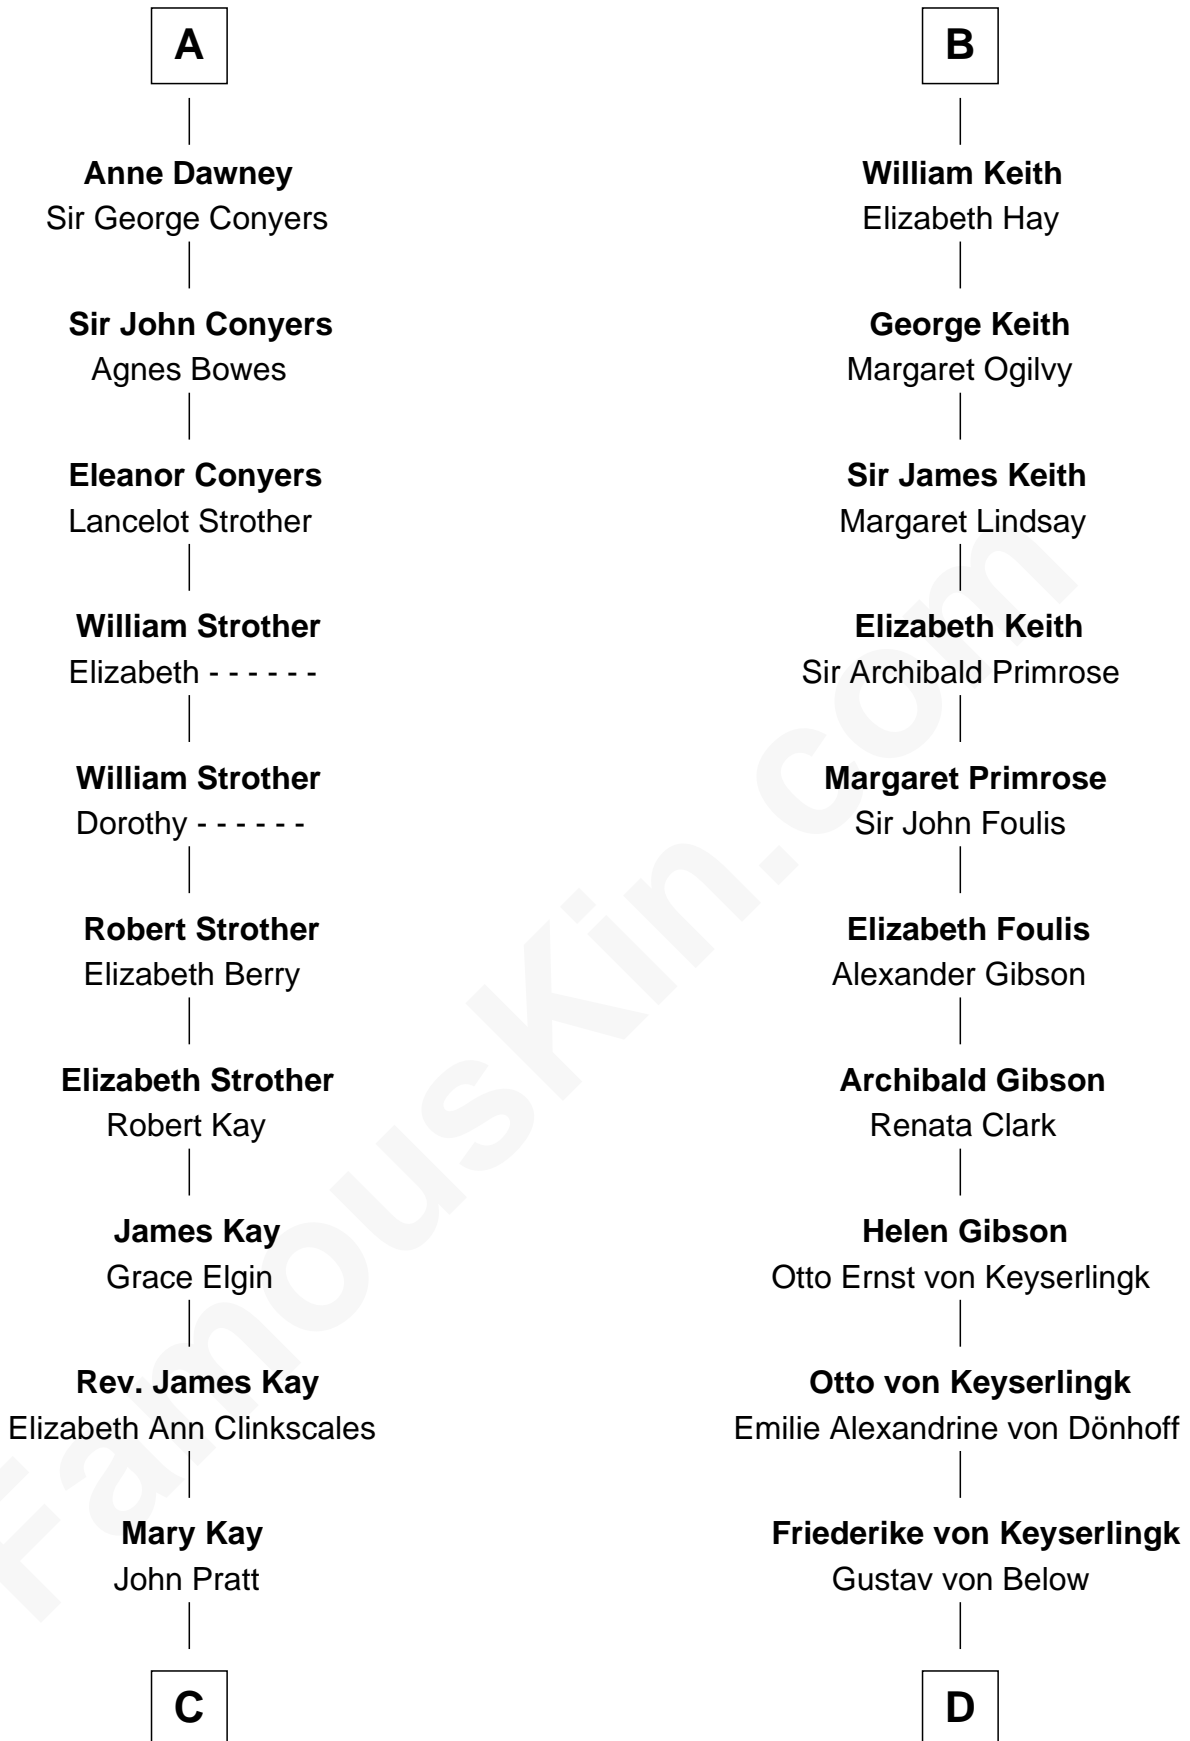 A
Anne Dawney
Sir George Conyers
Sir John Conyers
Agnes Bowes
Eleanor Conyers
Lancelot Strother
William Strother
Elizabeth - - - - - -
William Strother
Dorothy - - - - - -
Robert Strother
Elizabeth Berry
Elizabeth Strother
Robert Kay
James Kay
Grace Elgin
Rev. James Kay
Elizabeth Ann Clinkscales
Mary Kay
John Pratt
C
B
William Keith
Elizabeth Hay
George Keith
Margaret Ogilvy
Sir James Keith
Margaret Lindsay
Elizabeth Keith
Sir Archibald Primrose
Margaret Primrose
Sir John Foulis
Elizabeth Foulis
Alexander Gibson
Archibald Gibson
Renata Clark
Helen Gibson
Otto Ernst von Keyserlingk
Otto von Keyserlingk
Emilie Alexandrine von Dönhoff
Friederike von Keyserlingk
Gustav von Below
D
FamousKin.com